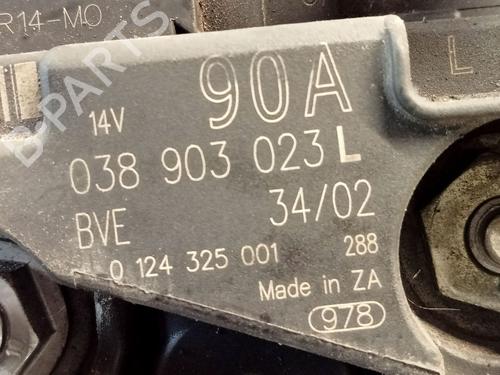 R14-M0
90A
14V
L
038 903 023 L
BVE 34/02
0 124 325 001 288
Made in ZA
978
B-PARTS